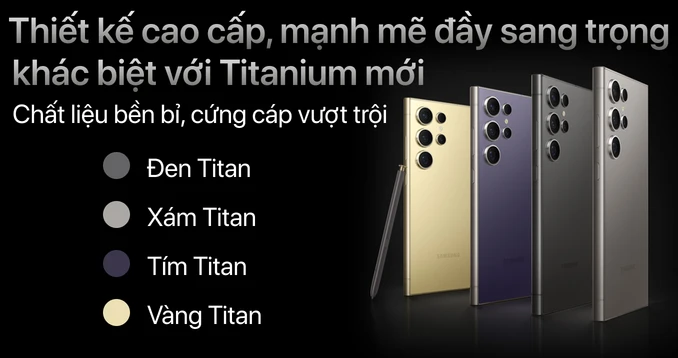 Thiết kế cao cấp, mạnh mẽ đầy sang trọng
khác biệt với Titanium mới
Chất liệu bền bỉ, cứng cáp vượt trội
Đen Titan
Xám Titan
Tím Titan
Vàng Titan
SAMSUNG